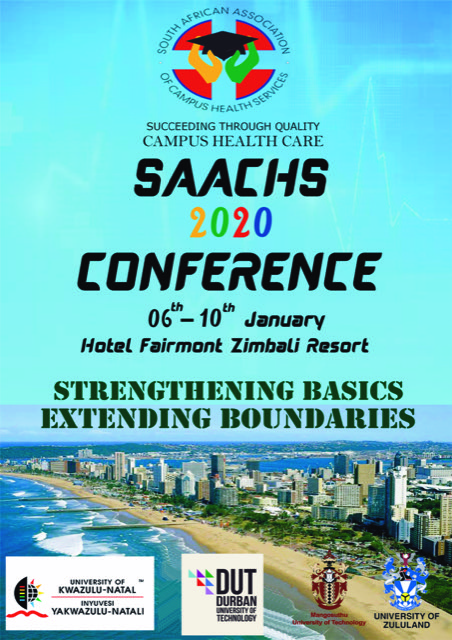 SOUTH AFRICAN ASSOCIATION
OF CAMPUS HEALTH SERVICES
SUCCEEDING THROUGH QUALITY
CAMPUS HEALTH CARE
SAACHS
2020
CONFERENCE
06th – 10th January
Hotel Fairmont Zimbali Resort
STRENGTHENING BASICS
EXTENDING BOUNDARIES
UNIVERSITY OF ™
KWAZULU-NATAL
INYUVESI
YAKWAZULU-NATALI
DUT
DURBAN
UNIVERSITY OF
TECHNOLOGY
Mangosuthu
University of Technology
UNIVERSITY OF
ZULULAND